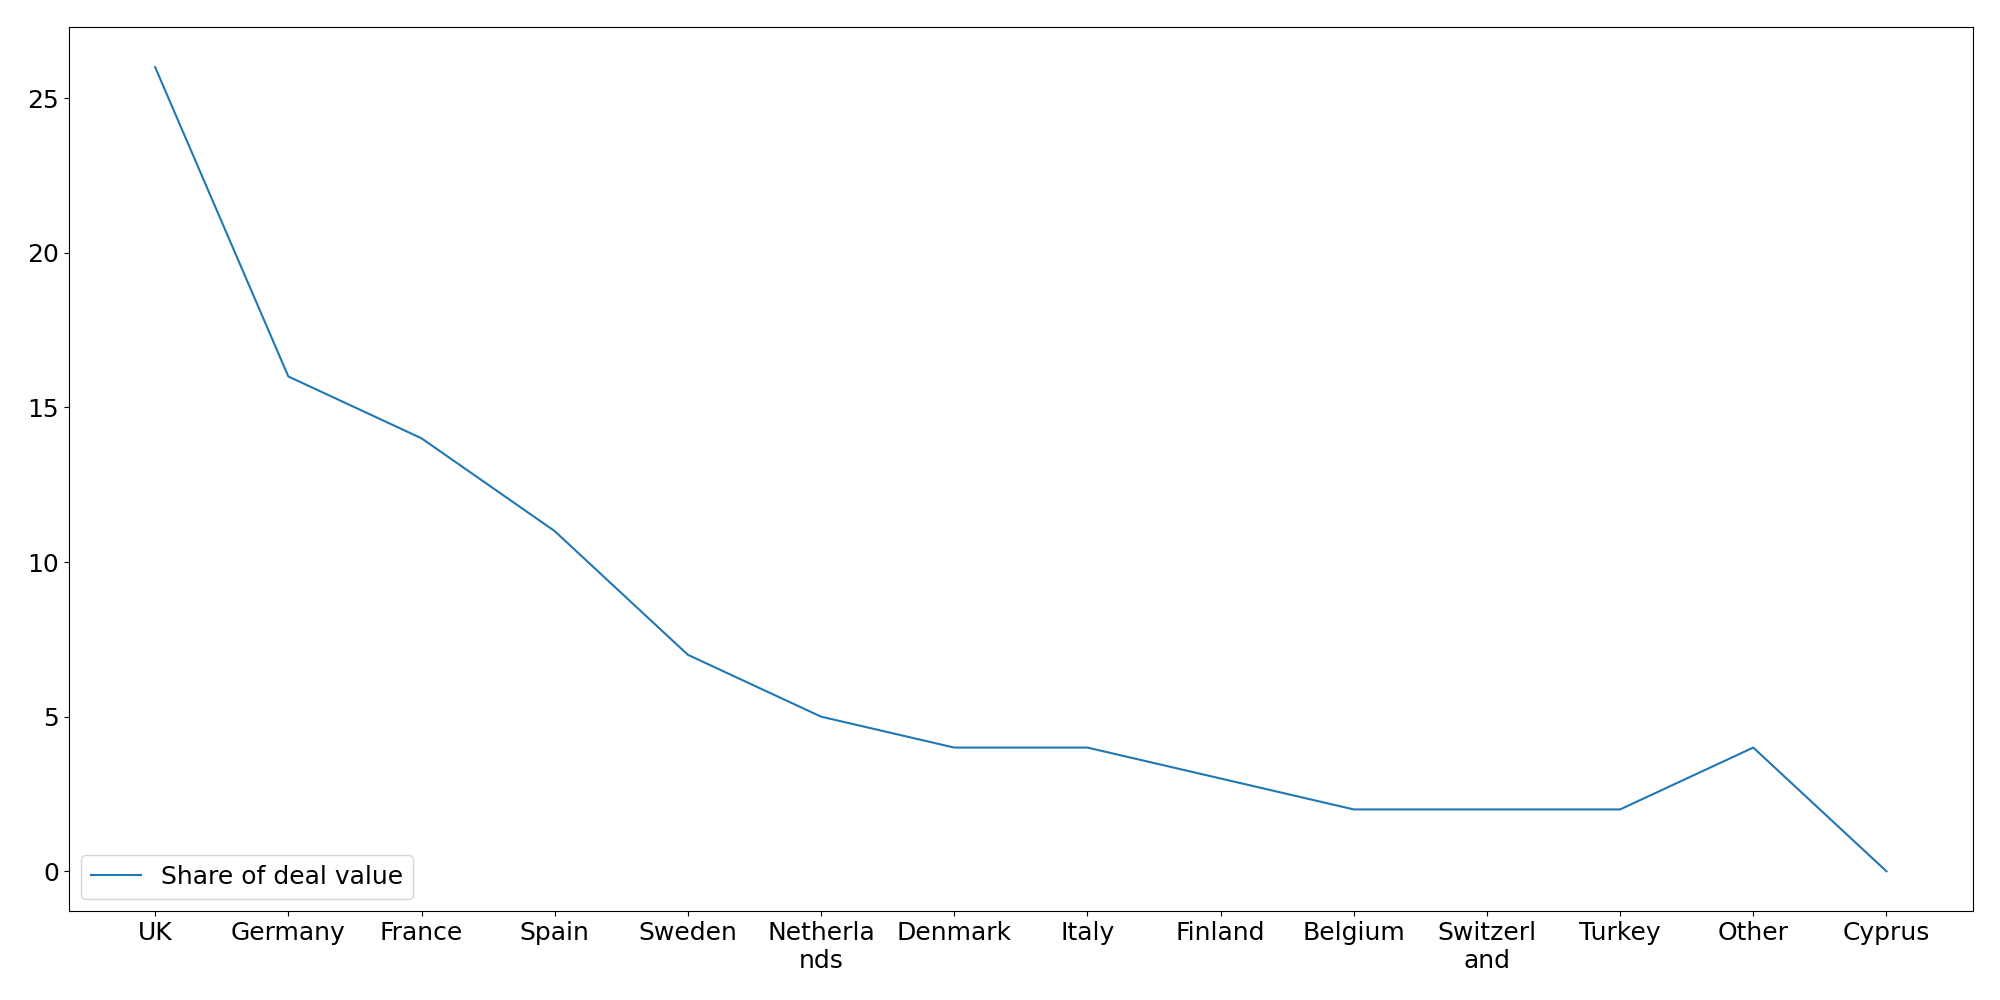 25
20
15
10
5
0
Share of deal value
UK Germany France Spain Sweden Netherla Denmark Italy Finland Belgium Switzerl Turkey Other Cyprus
nds and